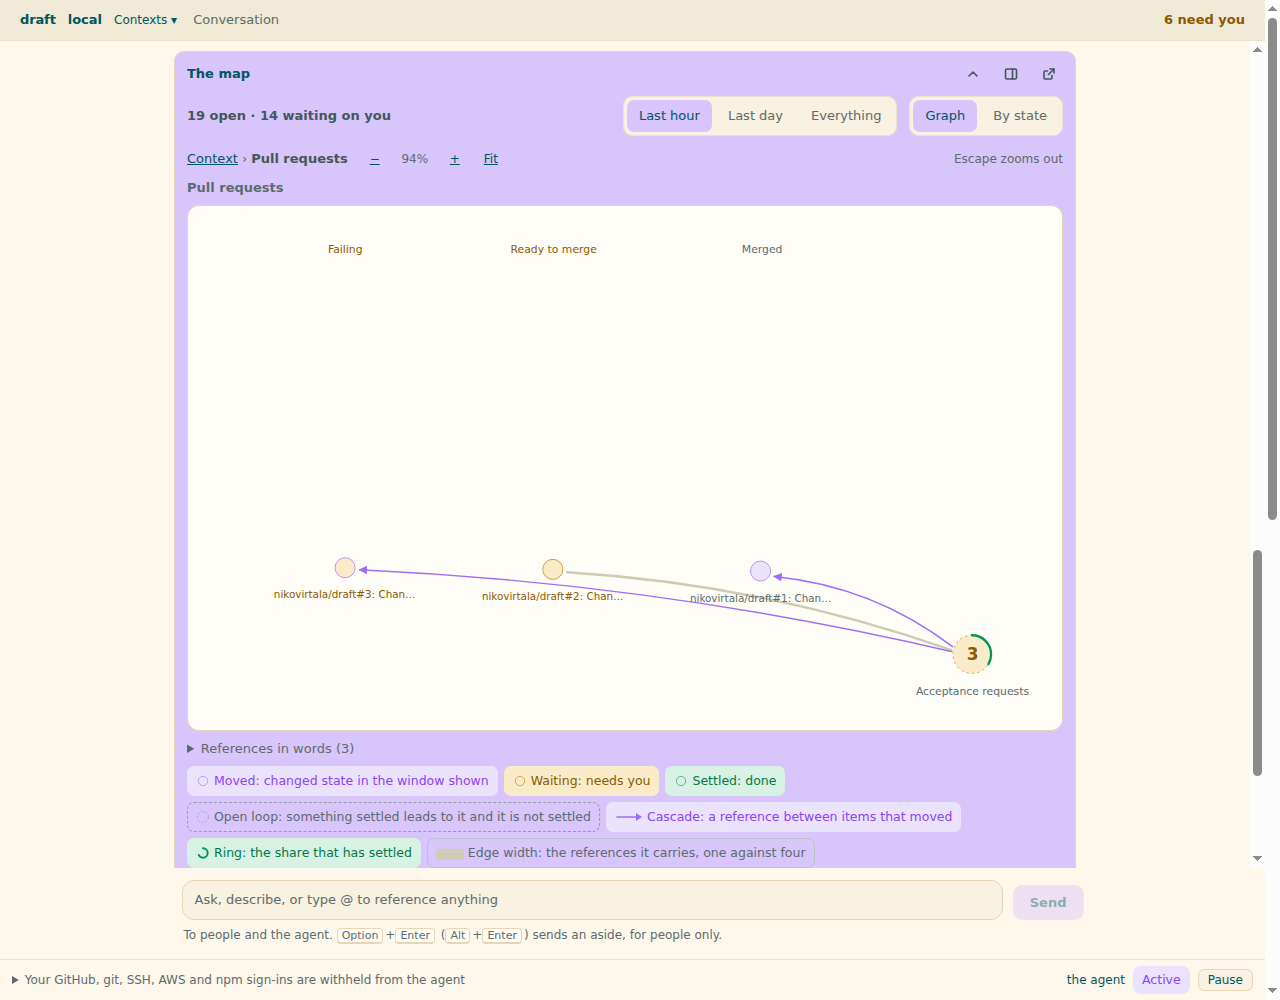 draft local Contexts ▾ Conversation 6 need you
The map
19 open · 14 waiting on you Last hour Last day Everything Graph By state
Context › Pull requests − 94% + Fit Escape zooms out
Pull requests
Failing Ready to merge Merged
nikovirtala/draft#3: Chan… nikovirtala/draft#2: Chan… nikovirtala/draft#1: Chan…
3
Acceptance requests
References in words (3)
Moved: changed state in the window shown Waiting: needs you Settled: done
Open loop: something settled leads to it and it is not settled Cascade: a reference between items that moved
Ring: the share that has settled Edge width: the references it carries, one against four
Ask, describe, or type @ to reference anything Send
To people and the agent. Option + Enter ( Alt + Enter ) sends an aside, for people only.
Your GitHub, git, SSH, AWS and npm sign-ins are withheld from the agent the agent Active Pause